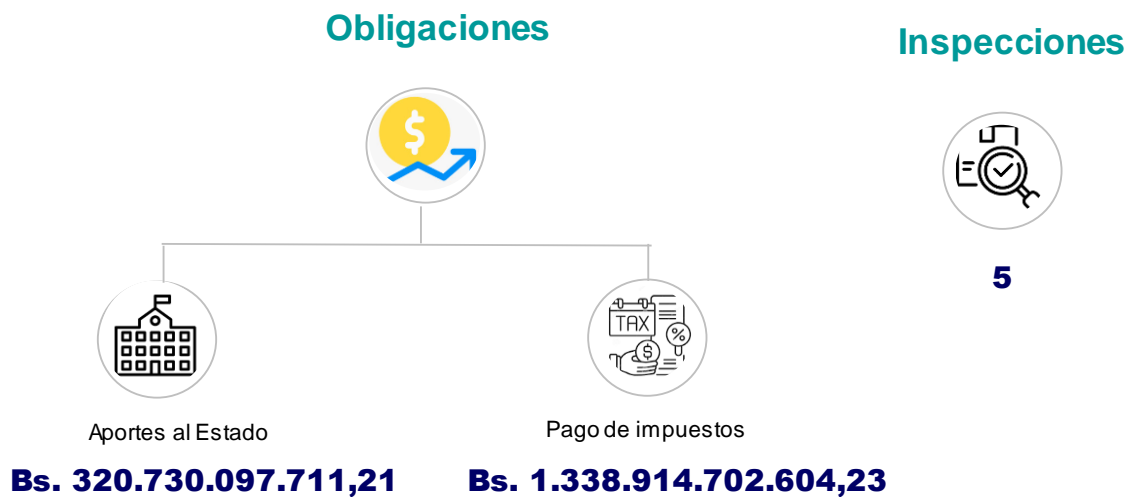 Obligaciones
Inspecciones
5
TAX
Aportes al Estado
Pago de impuestos
Bs. 320.730.097.711,21
Bs. 1.338.914.702.604,23